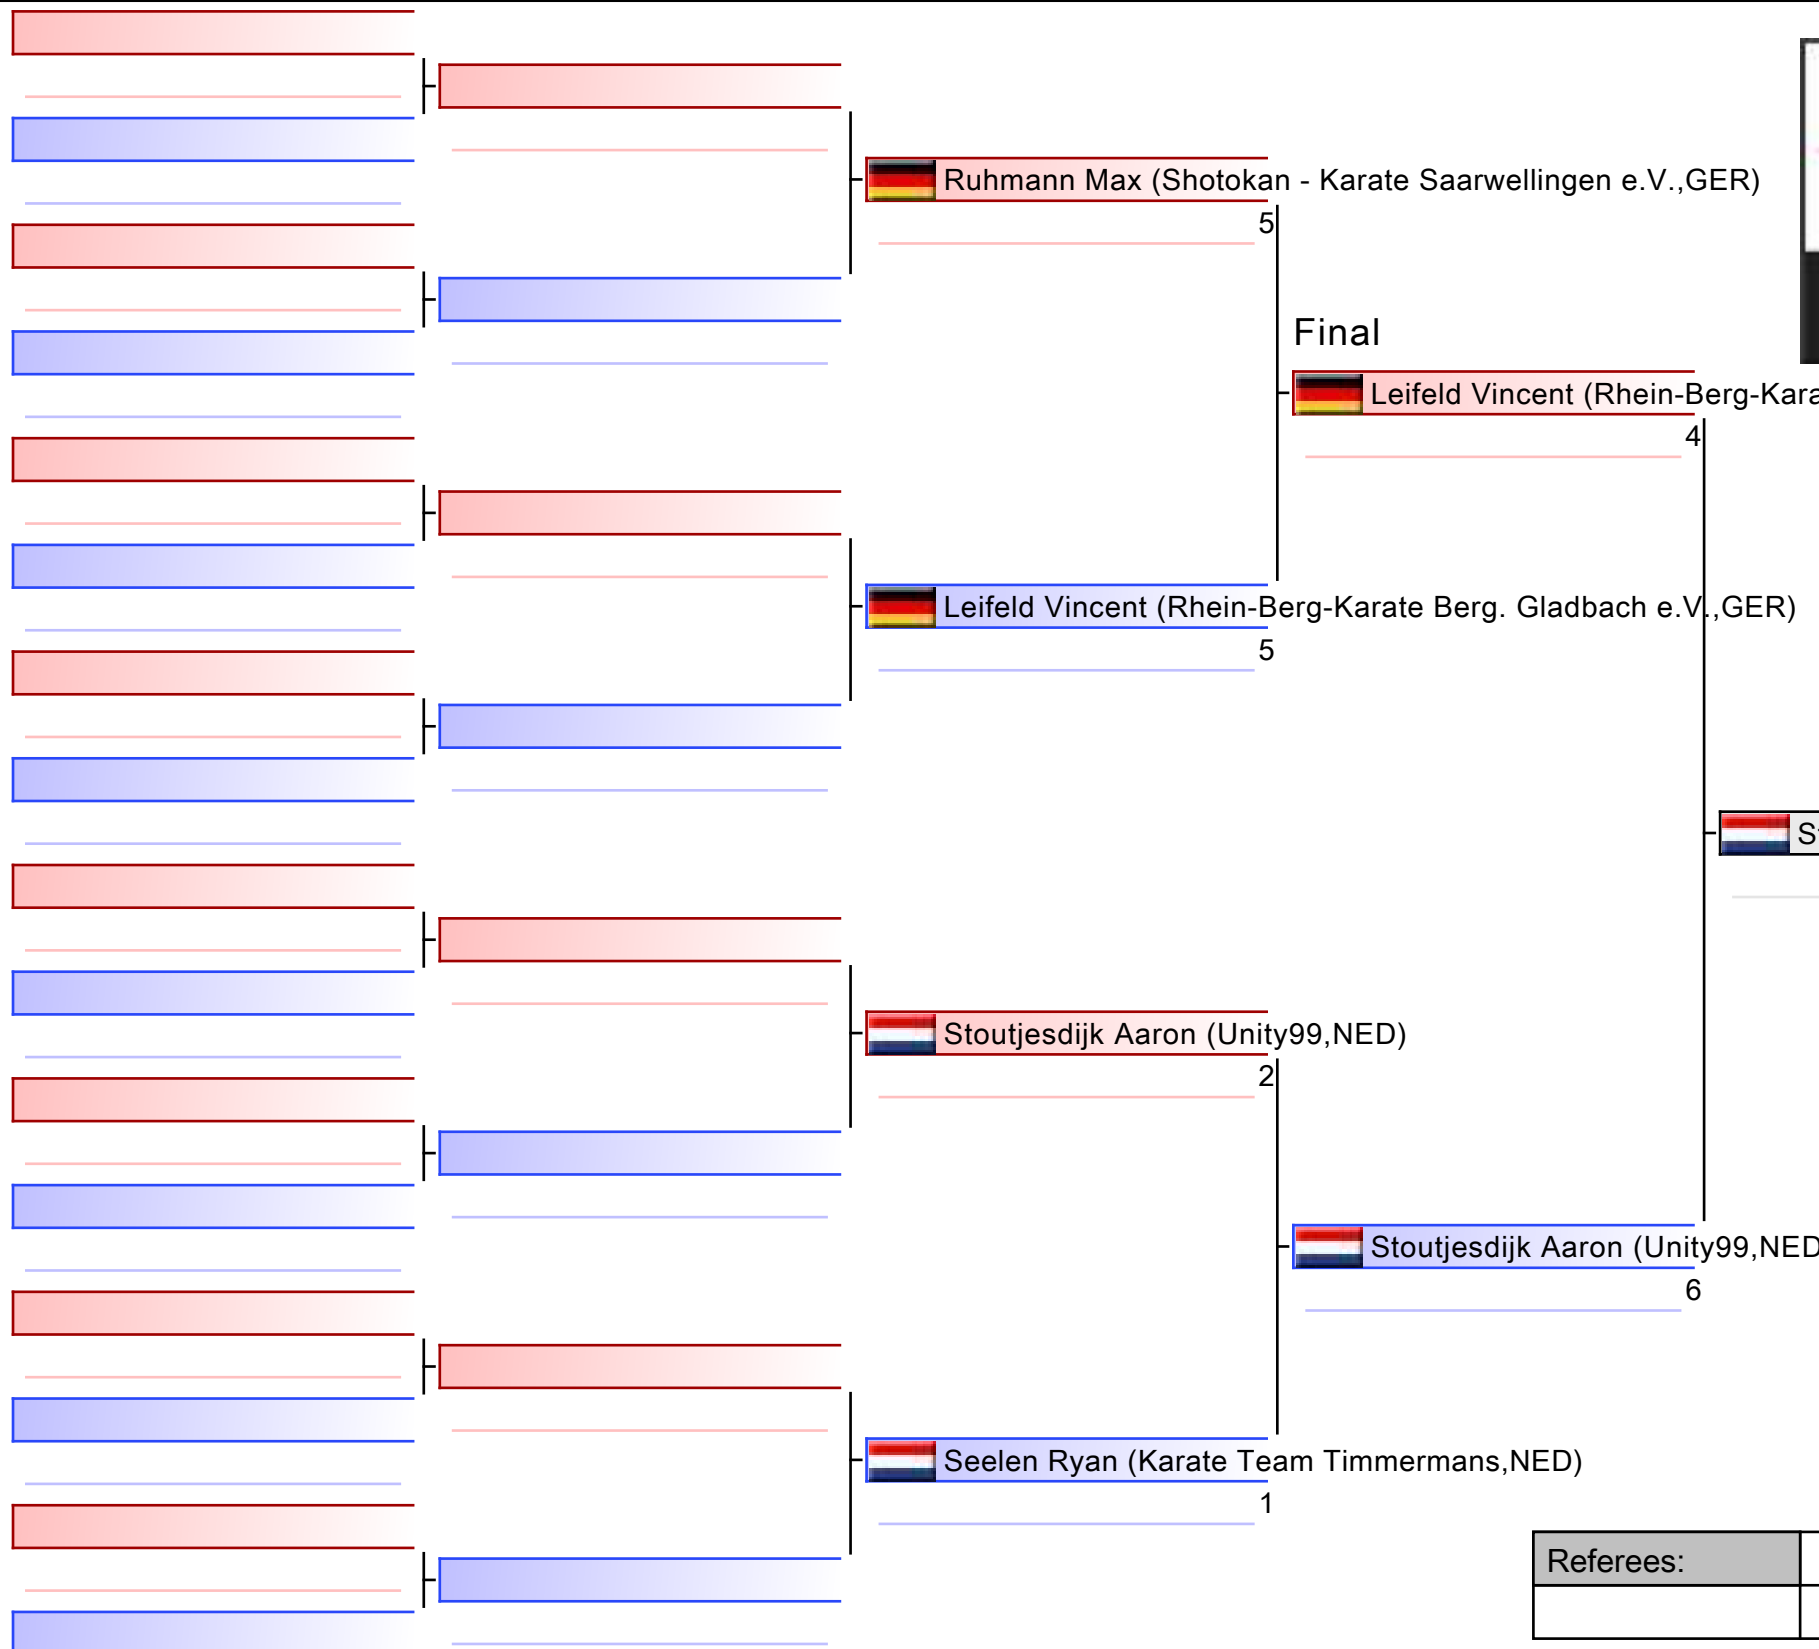 Ruhmann Max (Shotokan - Karate Saarwellingen e.V.,GER)
5
Final
Leifeld Vincent (Rhein-Berg-Kara
4
Leifeld Vincent (Rhein-Berg-Karate Berg. Gladbach e.V.,GER)
5
Stoutjesdijk Aaron (Unity99,NED)
2
Stoutjesdijk Aaron (Unity99,NED
6
Seelen Ryan (Karate Team Timmermans,NED)
1
Referees: